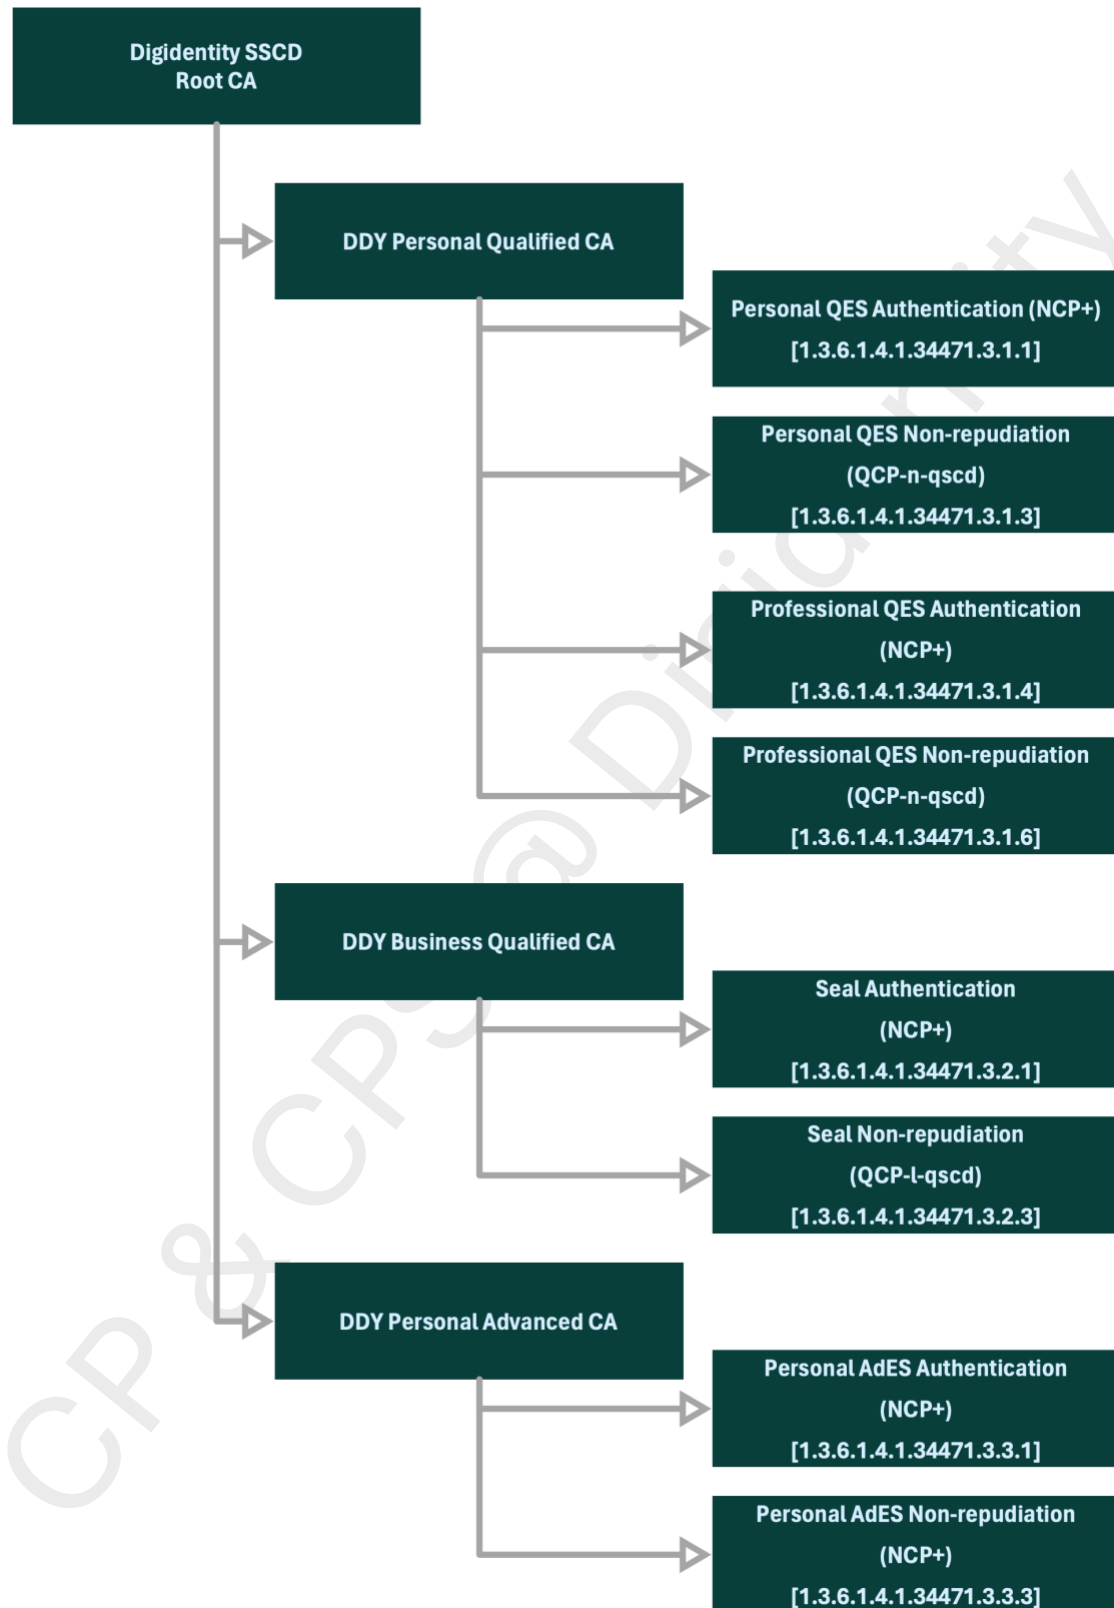 Digidentity SSCD
Root CA
DDY Personal Qualified CA
Personal QES Authentication (NCP+)
[1.3.6.1.4.1.34471.3.1.1]
Personal QES Non-repudiation
(QCP-n-qscd)
[1.3.6.1.4.1.34471.3.1.3]
Professional QES Authentication
(NCP+)
[1.3.6.1.4.1.34471.3.1.4]
Professional QES Non-repudiation
(QCP-n-qscd)
[1.3.6.1.4.1.34471.3.1.6]
DDY Business Qualified CA
Seal Authentication
(NCP+)
[1.3.6.1.4.1.34471.3.2.1]
Seal Non-repudiation
(QCP-l-qscd)
[1.3.6.1.4.1.34471.3.2.3]
DDY Personal Advanced CA
Personal AdES Authentication
(NCP+)
[1.3.6.1.4.1.34471.3.3.1]
Personal AdES Non-repudiation
(NCP+)
[1.3.6.1.4.1.34471.3.3.3]
CP & CPS@ Digidentity